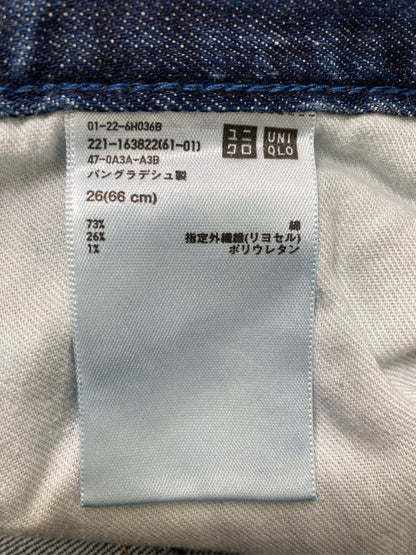 01-22-6H036B
221-163822(61-01)
47-0A3A-A3B
バングラデシュ製
26(66 cm)
ユニ
クロ
UNI
QLO
73% 綿
26% 指定外繊維(リヨセル)
1% ポリウレタン